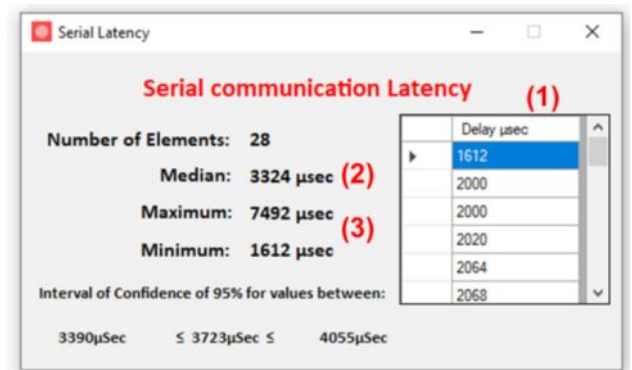 Serial Latency
Serial communication Latency
(1)
Number of Elements: 28
Median: 3324 µsec (2)
Maximum: 7492 µsec
(3)
Minimum: 1612 µsec
Interval of Confidence of 95% for values between:
3390µSec ≤ 3723µSec ≤ 4055µSec
Delay µsec
1612
2000
2000
2020
2064
2068